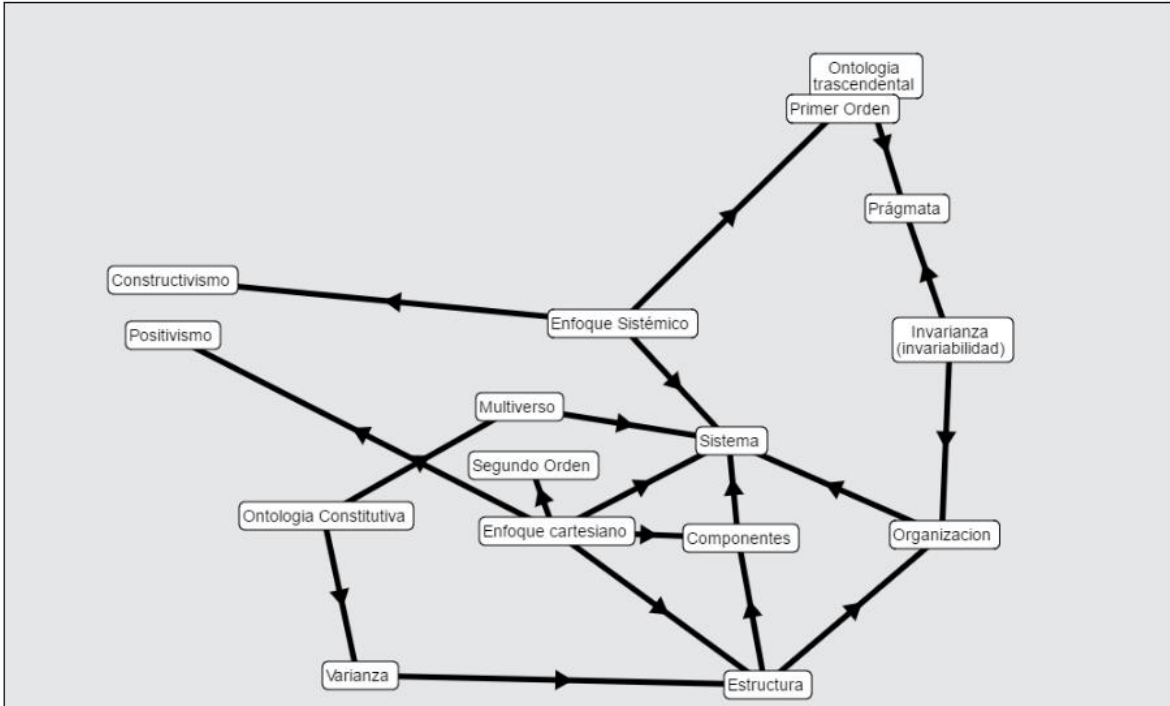 Ontologia
trascendental
Primer Orden
Prágmata
Constructivismo
Enfoque Sistémico
Positivismo
Invarianza
(invariabilidad)
Multiverso
Sistema
Segundo Orden
Ontologia Constitutiva
Enfoque cartesiano
Componentes
Organizacion
Varianza
Estructura